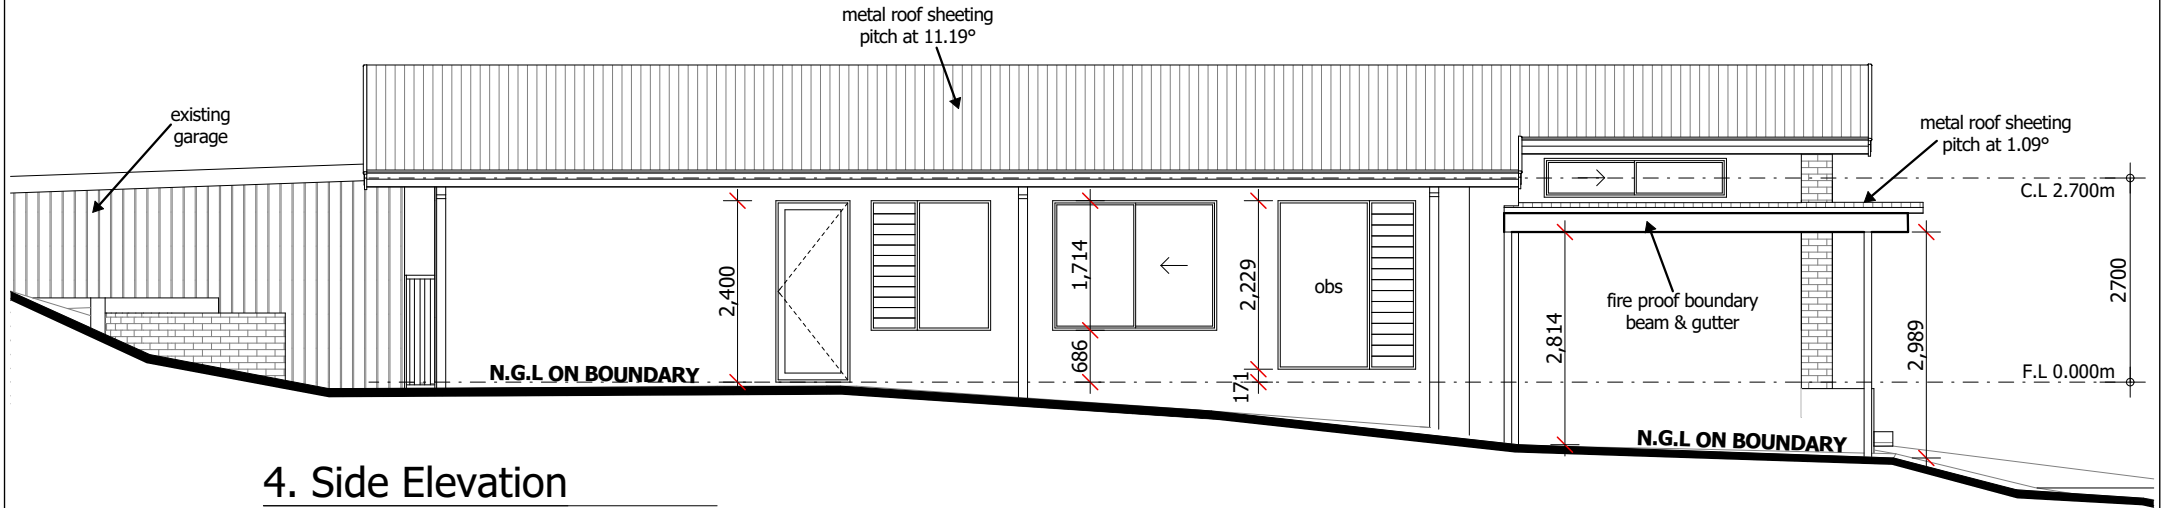 metal roof sheeting
pitch at 11.19°
existing
garage
metal roof sheeting
pitch at 1.09°
C.L 2.700m
2,400
1,714
686
2,229
171
obs
fire proof boundary
beam & gutter
2,814
2,989
2700
F.L 0.000m
N.G.L ON BOUNDARY
N.G.L ON BOUNDARY
4. Side Elevation